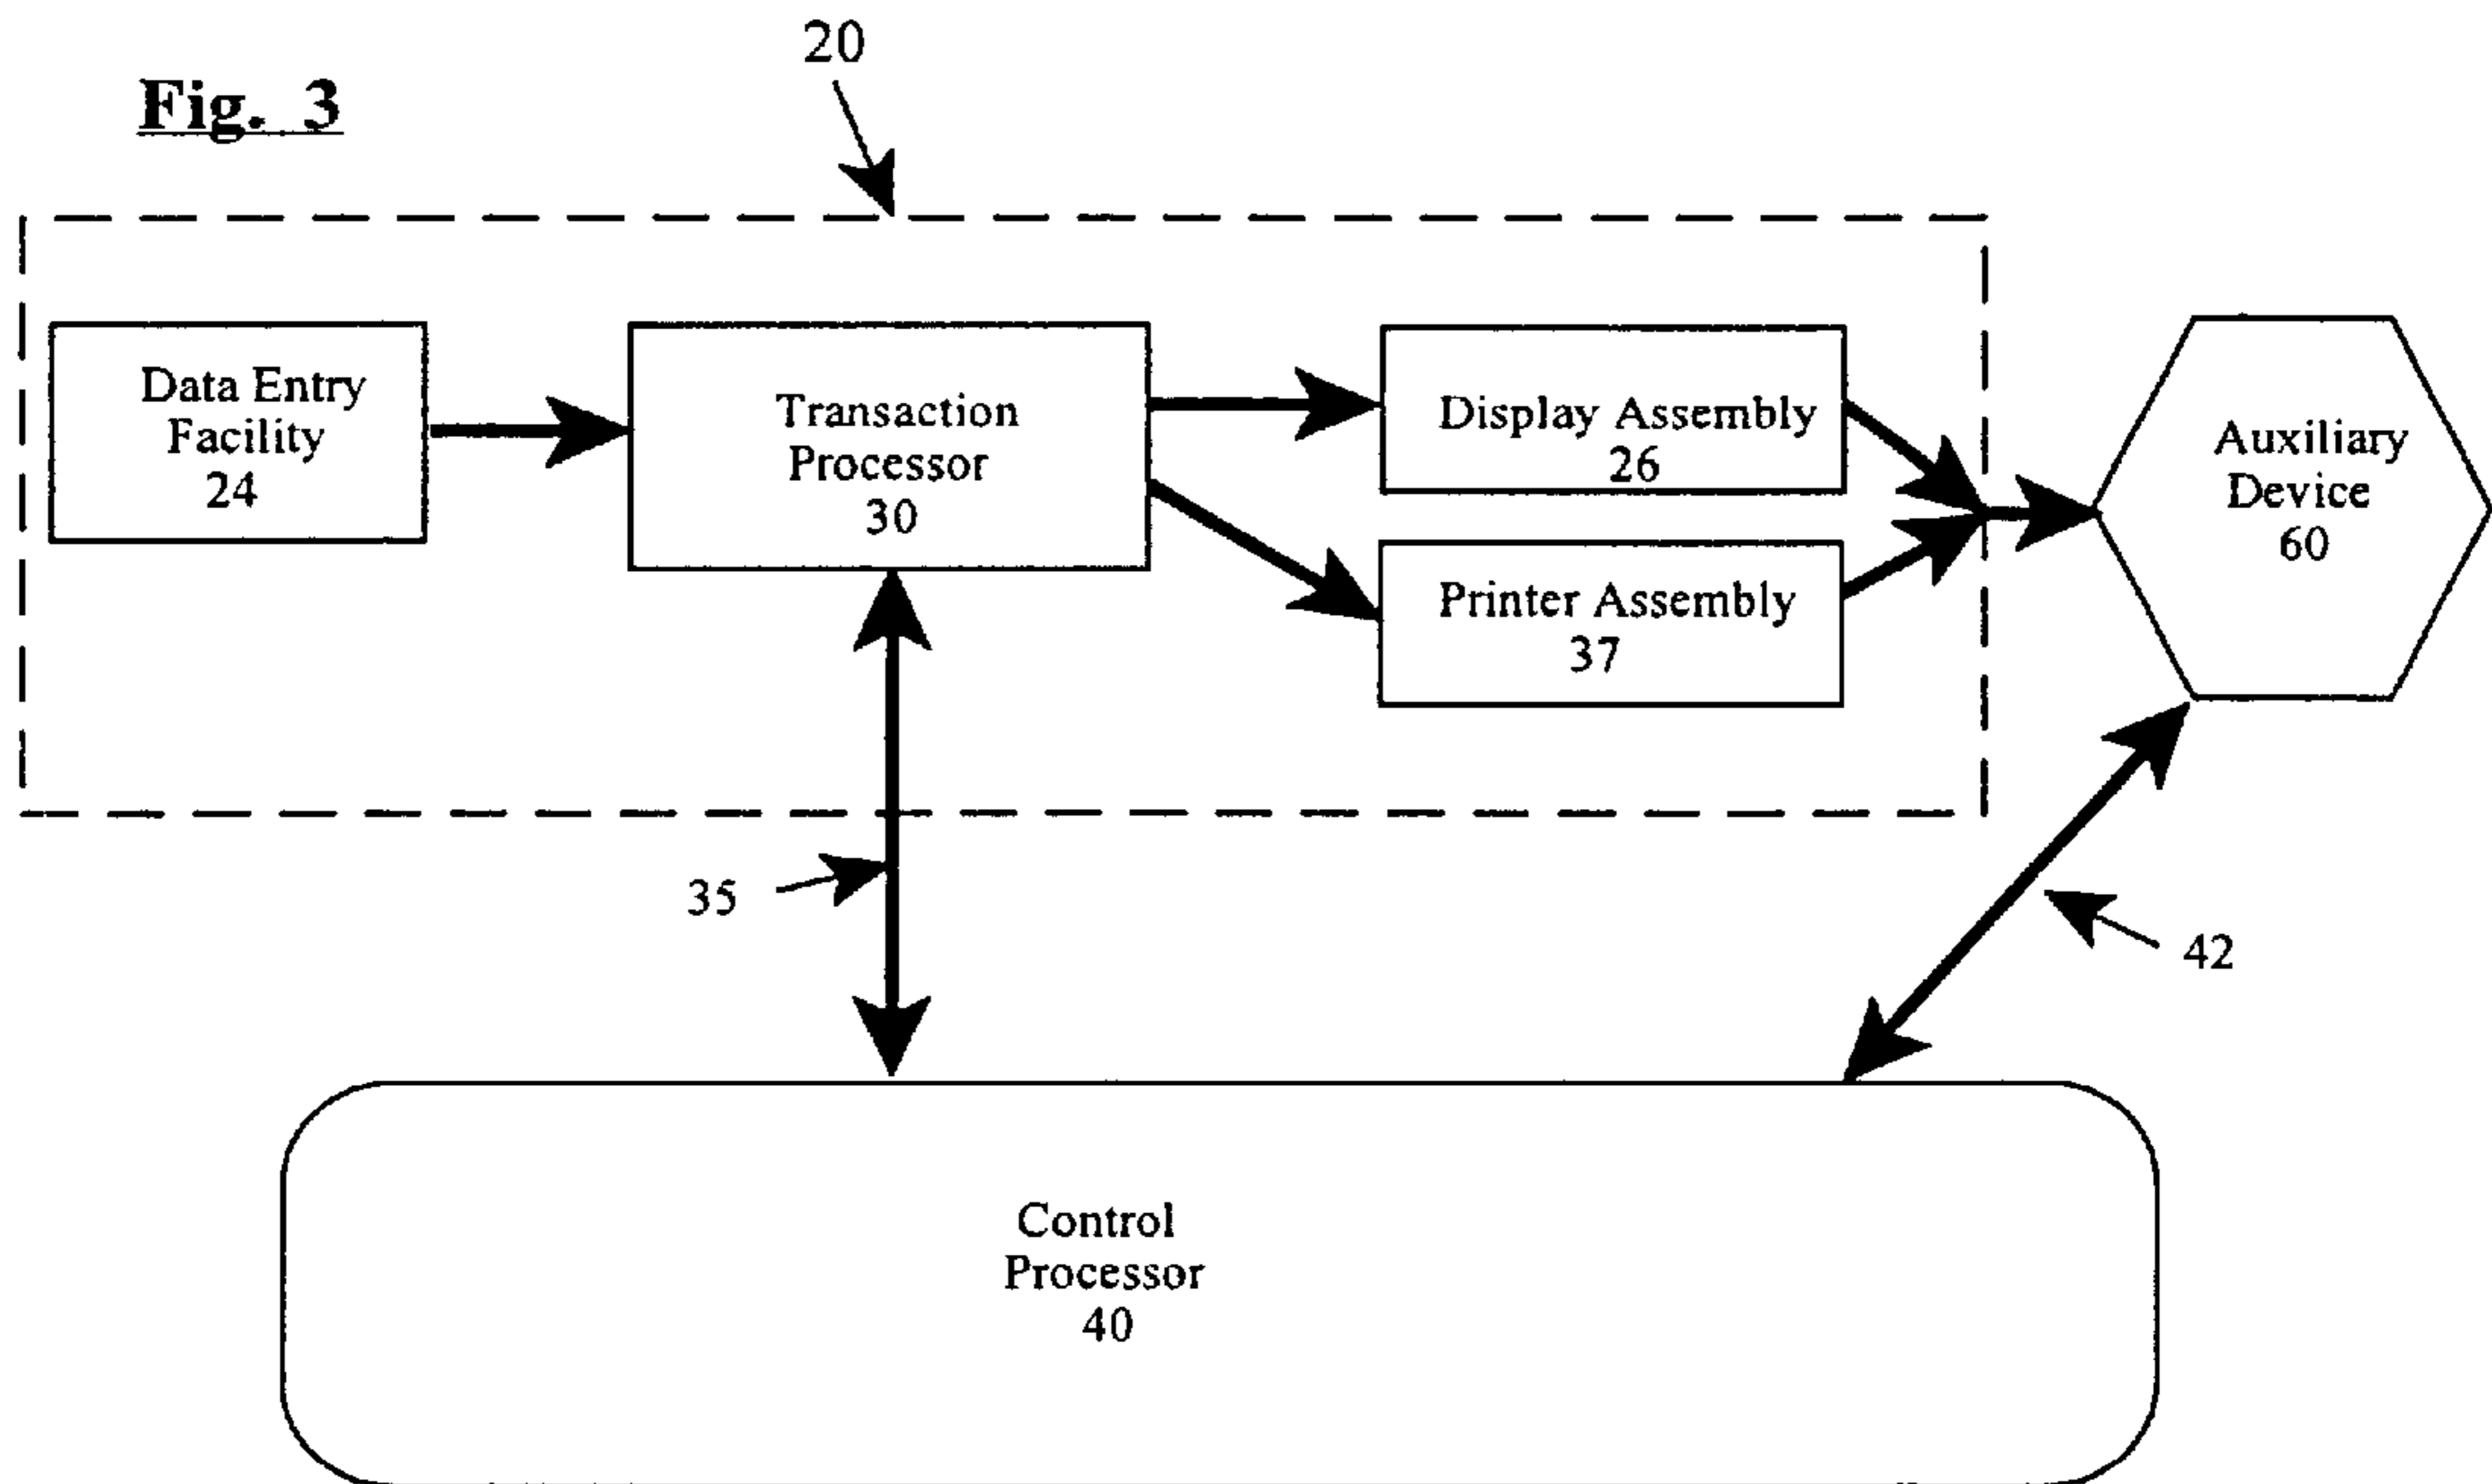 20
Fig. 3
Data Entry
Facility
24
Transaction
Processor
30
Display Assembly
26
Printer Assembly
37
Auxiliary
Device
60
35
42
Control
Processor
40